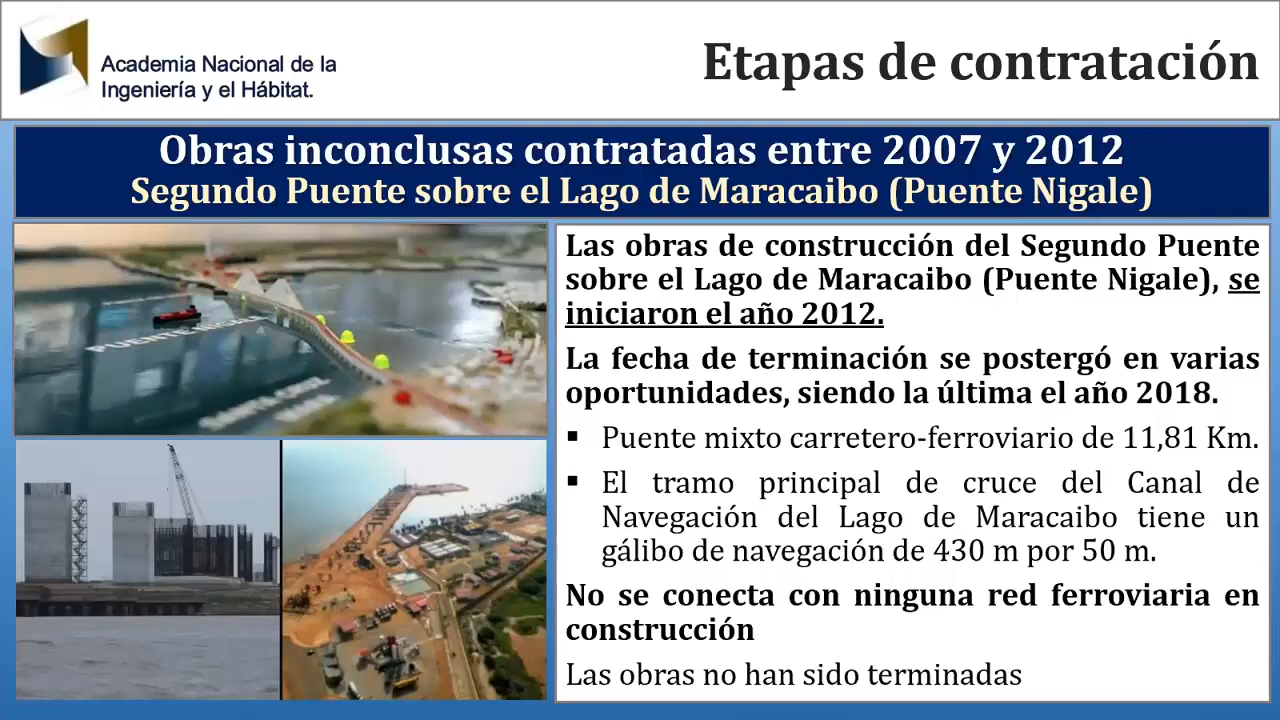 Academia Nacional de la
Ingeniería y el Hábitat.
Etapas de contratación
Obras inconclusas contratadas entre 2007 y 2012
Segundo Puente sobre el Lago de Maracaibo (Puente Nigale)
Las obras de construcción del Segundo Puente
sobre el Lago de Maracaibo (Puente Nigale), se
iniciaron el año 2012.
La fecha de terminación se postergó en varias
oportunidades, siendo la última el año 2018.
▪ Puente mixto carretero-ferroviario de 11,81 Km.
▪ El tramo principal de cruce del Canal de
Navegación del Lago de Maracaibo tiene un
gálibo de navegación de 430 m por 50 m.
No se conecta con ninguna red ferroviaria en
construcción
Las obras no han sido terminadas